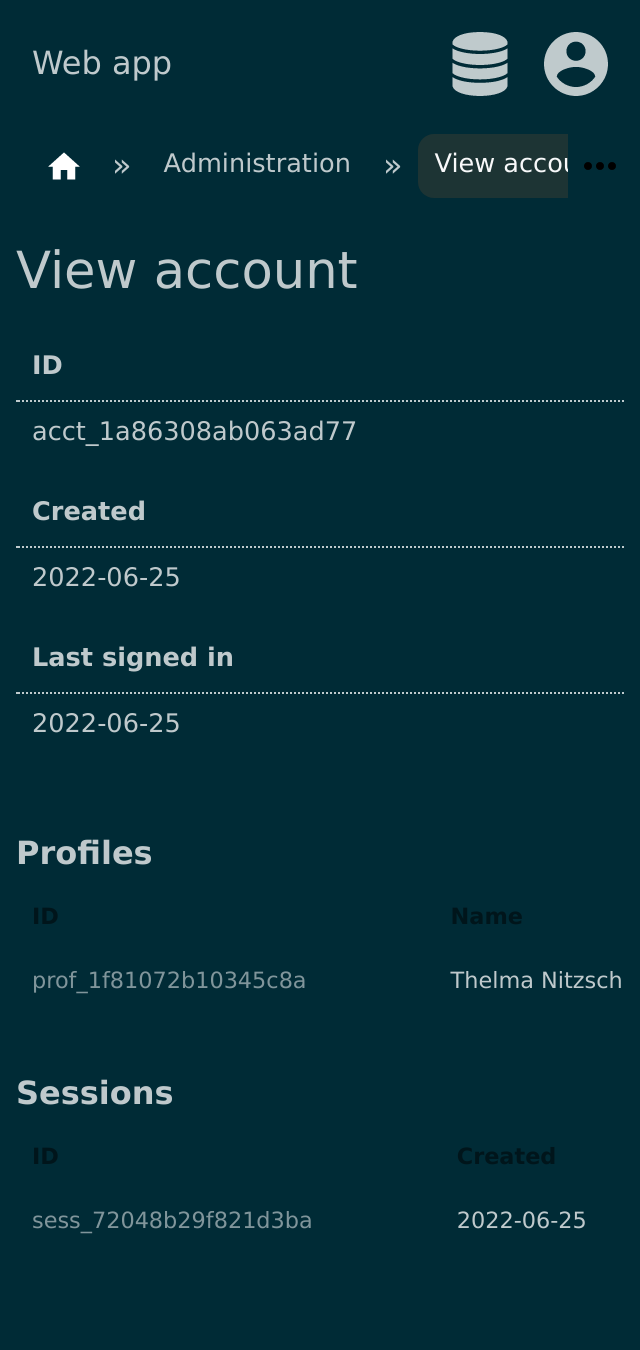 Web app
» Administration » View accou
View account
ID
acct_1a86308ab063ad77
Created
2022-06-25
Last signed in
2022-06-25
Profiles
ID Name
prof_1f81072b10345c8a Thelma Nitzsch
Sessions
ID Created
sess_72048b29f821d3ba 2022-06-25